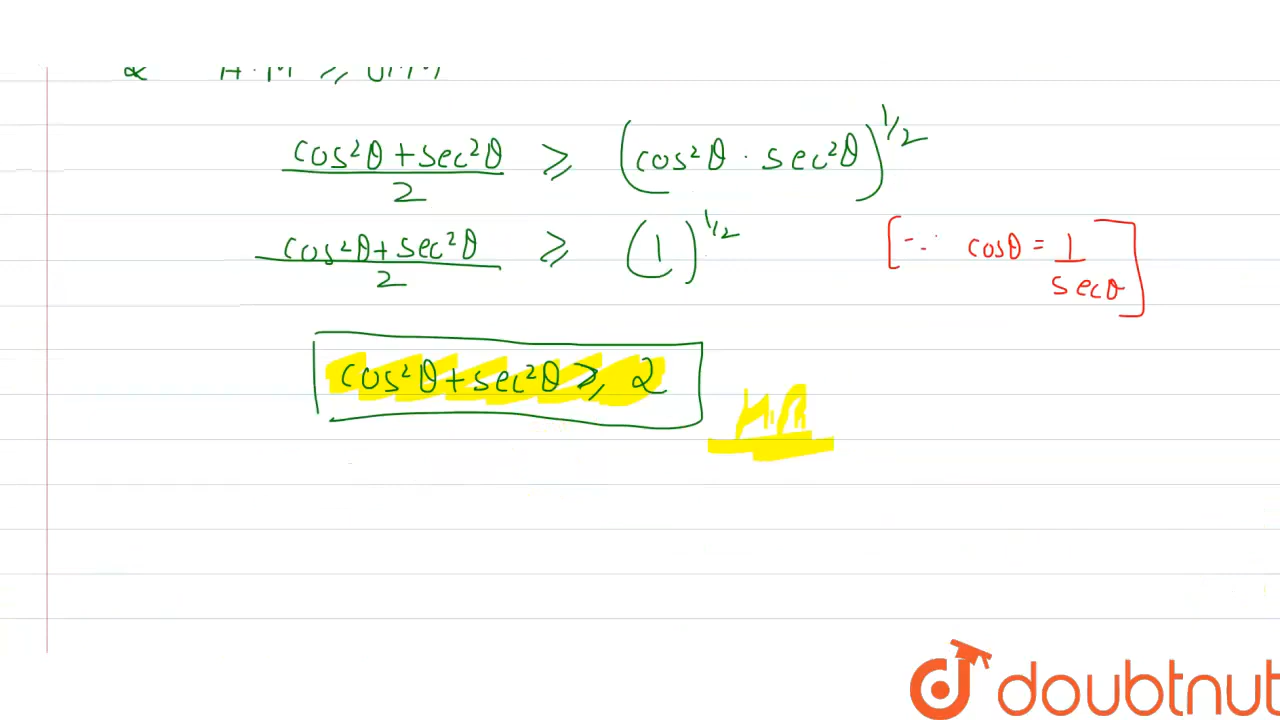 & A.M ≥ G.M
cos²θ + sec²θ / 2 ≥ (cos²θ · sec²θ)^1/2
cos²θ + sec²θ / 2 ≥ (1)^1/2 [∵ cosθ = 1 / secθ]
cos²θ + sec²θ ≥ 2
H.P
doubtnut